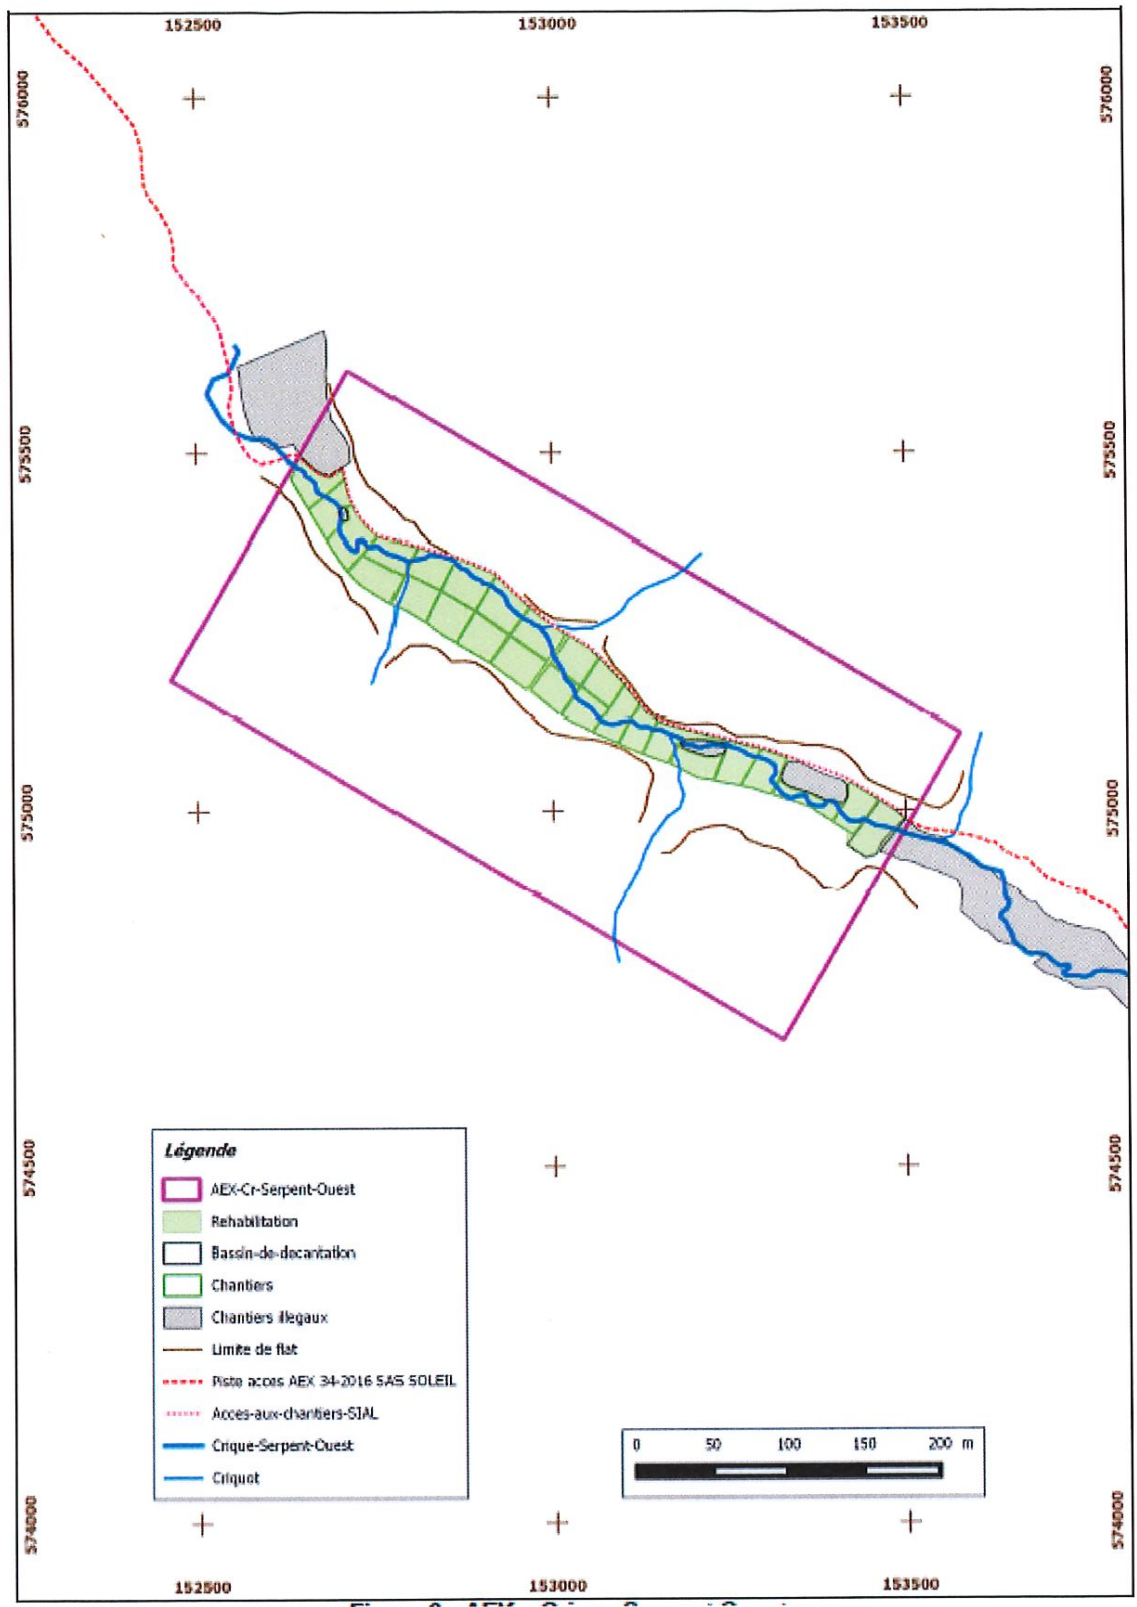 152500 153000 153500
576000 576000
575500 575500
575000 575000
574500 574500
574000 574000
Légende
AEX-Cr-Serpent-Ouest
Rehabilitation
Bassin-de-decantation
Chantiers
Chantiers illegaux
Limite de flat
Piste acces AEX 34-2016 SAS SOLEIL
Acces-aux-chantiers-SIAL
Crique-Serpent-Ouest
Criquot
0 50 100 150 200 m
152500 153000 153500